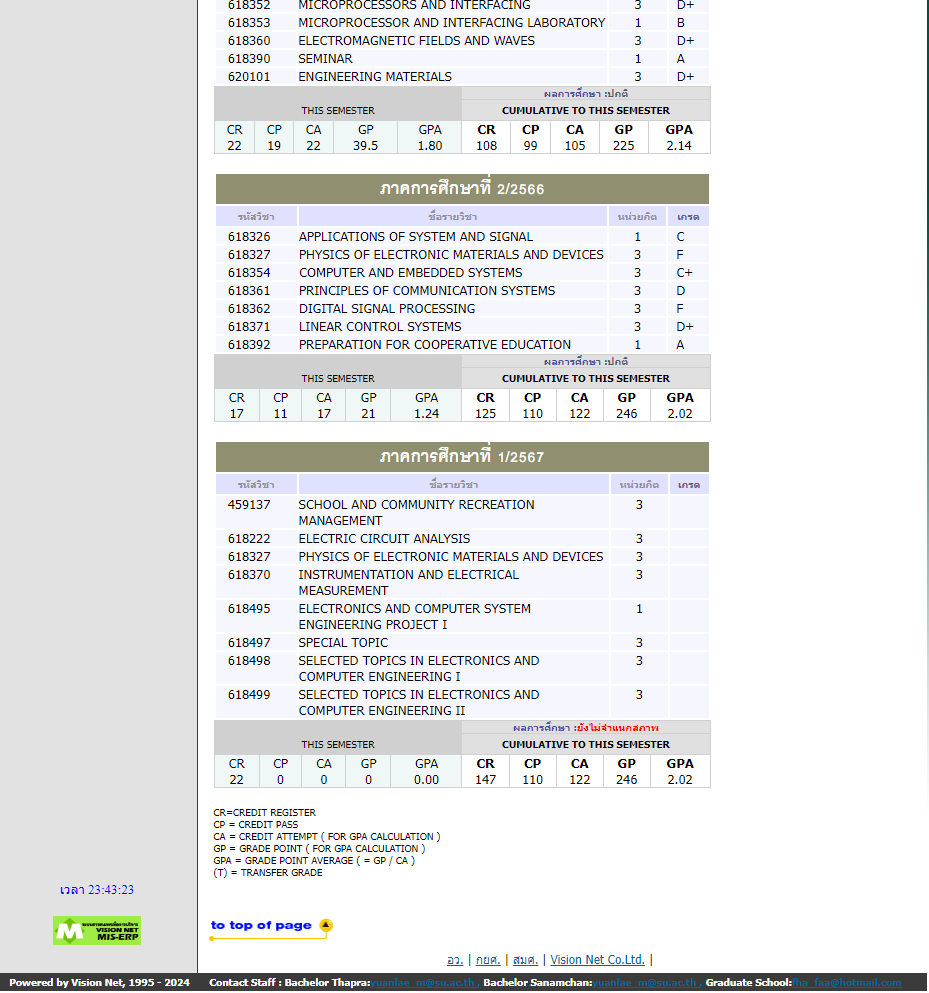 618352 MICROPROCESSORS AND INTERFACING 3 D+
618353 MICROPROCESSOR AND INTERFACING LABORATORY 1 B
618360 ELECTROMAGNETIC FIELDS AND WAVES 3 D+
618390 SEMINAR 1 A
620101 ENGINEERING MATERIALS 3 D+
ผลการศึกษา :ปกติ
THIS SEMESTER CUMULATIVE TO THIS SEMESTER
CR CP CA GP GPA CR CP CA GP GPA
22 19 22 39.5 1.80 108 99 105 225 2.14
ภาคการศึกษาที่ 2/2566
รหัสวิชา ชื่อรายวิชา หน่วยกิต เกรด
618326 APPLICATIONS OF SYSTEM AND SIGNAL 1 C
618327 PHYSICS OF ELECTRONIC MATERIALS AND DEVICES 3 F
618354 COMPUTER AND EMBEDDED SYSTEMS 3 C+
618361 PRINCIPLES OF COMMUNICATION SYSTEMS 3 D
618362 DIGITAL SIGNAL PROCESSING 3 F
618371 LINEAR CONTROL SYSTEMS 3 D+
618392 PREPARATION FOR COOPERATIVE EDUCATION 1 A
ผลการศึกษา :ปกติ
THIS SEMESTER CUMULATIVE TO THIS SEMESTER
CR CP CA GP GPA CR CP CA GP GPA
17 11 17 21 1.24 125 110 122 246 2.02
ภาคการศึกษาที่ 1/2567
รหัสวิชา ชื่อรายวิชา หน่วยกิต เกรด
459137 SCHOOL AND COMMUNITY RECREATION 3
MANAGEMENT
618222 ELECTRIC CIRCUIT ANALYSIS 3
618327 PHYSICS OF ELECTRONIC MATERIALS AND DEVICES 3
618370 INSTRUMENTATION AND ELECTRICAL 3
MEASUREMENT
618495 ELECTRONICS AND COMPUTER SYSTEM 1
ENGINEERING PROJECT I
618497 SPECIAL TOPIC 3
618498 SELECTED TOPICS IN ELECTRONICS AND 3
COMPUTER ENGINEERING I
618499 SELECTED TOPICS IN ELECTRONICS AND 3
COMPUTER ENGINEERING II
ผลการศึกษา :ยังไม่จำแนกสภาพ
THIS SEMESTER CUMULATIVE TO THIS SEMESTER
CR CP CA GP GPA CR CP CA GP GPA
22 0 0 0 0.00 147 110 122 246 2.02
CR=CREDIT REGISTER
CP = CREDIT PASS
CA = CREDIT ATTEMPT ( FOR GPA CALCULATION )
GP = GRADE POINT ( FOR GPA CALCULATION )
GPA = GRADE POINT AVERAGE ( = GP / CA )
(T) = TRANSFER GRADE
เวลา 23:43:23
VISION NET
MIS-ERP
to top of page
อว. | กยศ. | สมศ. | Vision Net Co.Ltd. |
Powered by Vision Net, 1995 - 2024 Contact Staff : Bachelor Thapra:yuanlae_m@su.ac.th , Bachelor Sanamchan:yuanlae_m@su.ac.th , Graduate School:fha_faa@hotmail.com